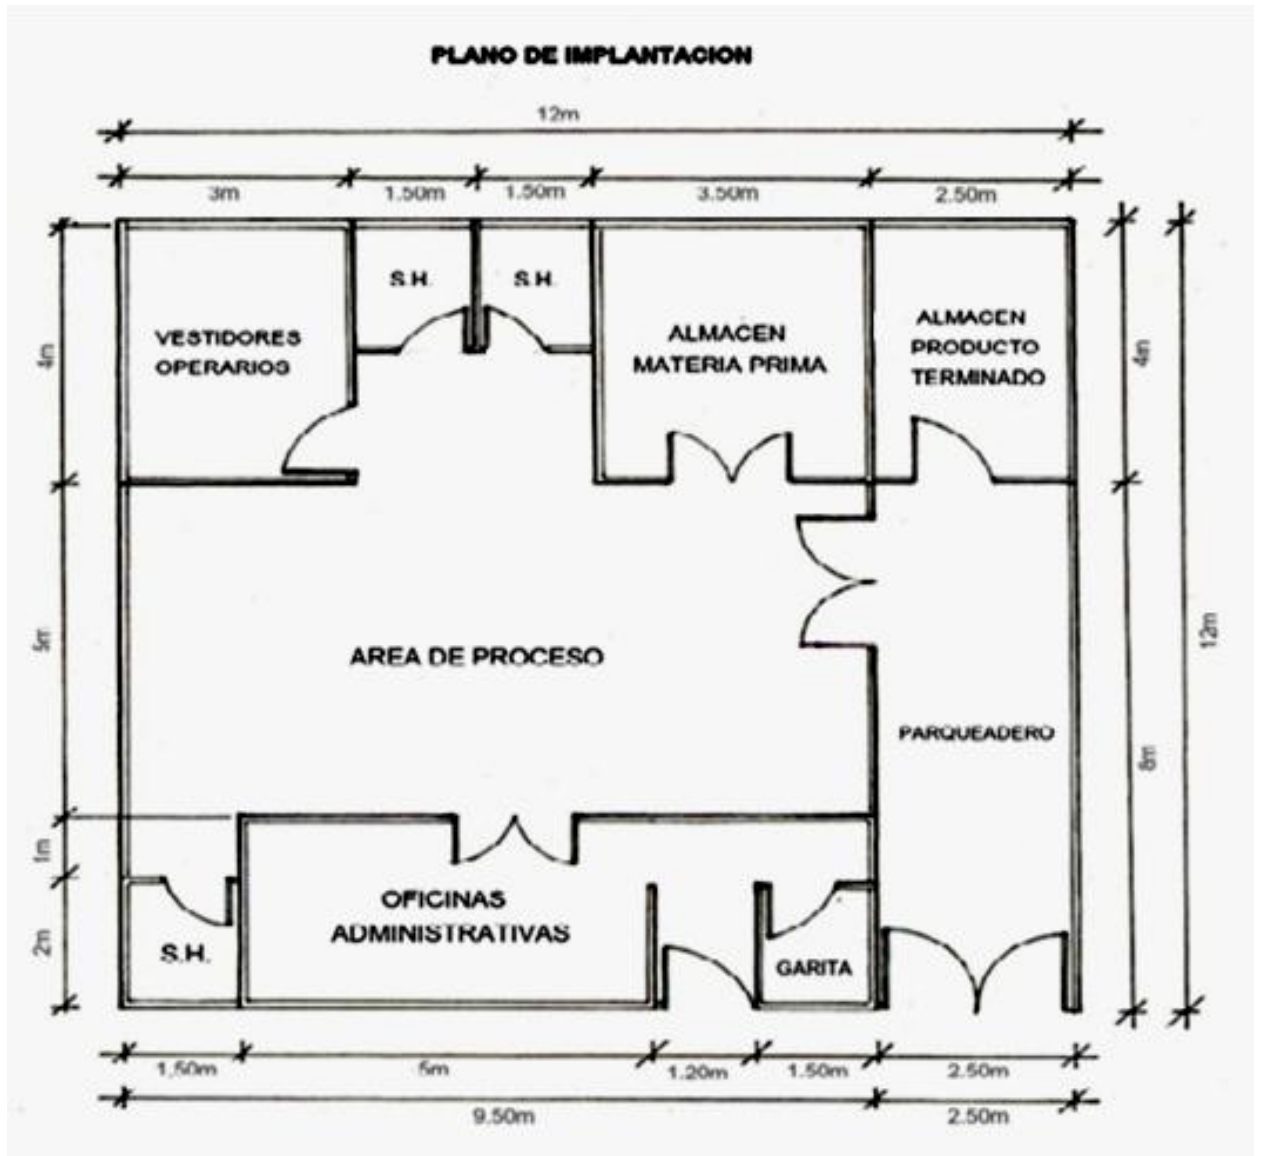 PLANO DE IMPLANTACION
12m
3m
1.50m
1.50m
3.50m
2.50m
S.H.
S.H.
VESTIDORES
OPERARIOS
ALMACEN
MATERIA PRIMA
ALMACEN
PRODUCTO
TERMINADO
4m
4m
5m
12m
AREA DE PROCESO
PARQUEADERO
8m
1m
2m
OFICINAS
ADMINISTRATIVAS
S.H.
GARITA
1,50m
5m
1.20m
1.50m
2.50m
9.50m
2.50m